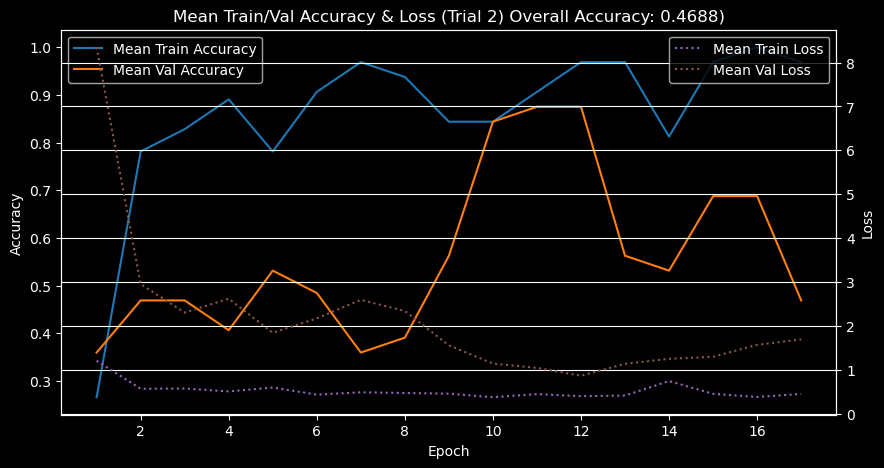 Mean Train/Val Accuracy & Loss (Trial 2) Overall Accuracy: 0.4688)
Mean Train Accuracy
Mean Val Accuracy
Mean Train Loss
Mean Val Loss
1.0
0.9
0.8
0.7
0.6
0.5
0.4
0.3
Accuracy
8
7
6
5
4
3
2
1
0
Loss
2 4 6 8 10 12 14 16
Epoch